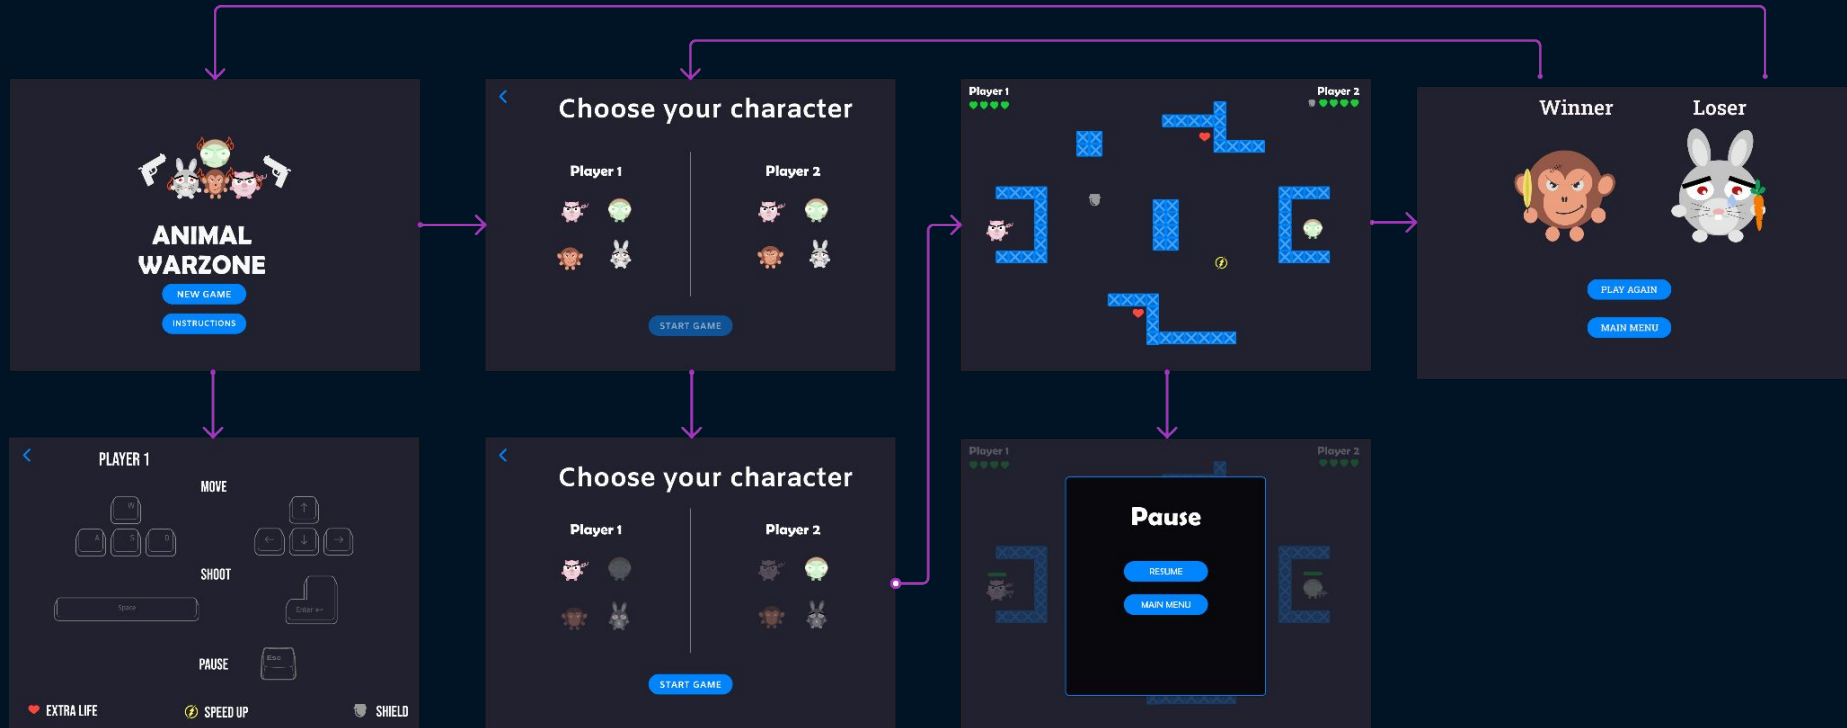 ANIMAL
WARZONE
NEW GAME
INSTRUCTIONS
Choose your character
Player 1 Player 2
START GAME
Player 1 Player 2
Winner Loser
PLAY AGAIN
MAIN MENU
PLAYER 1
MOVE
W
A S D
SHOOT
Space
Enter
PAUSE
Esc
EXTRA LIFE SPEED UP SHIELD
Choose your character
Player 1 Player 2
START GAME
Player 1 Player 2
Pause
RESUME
MAIN MENU